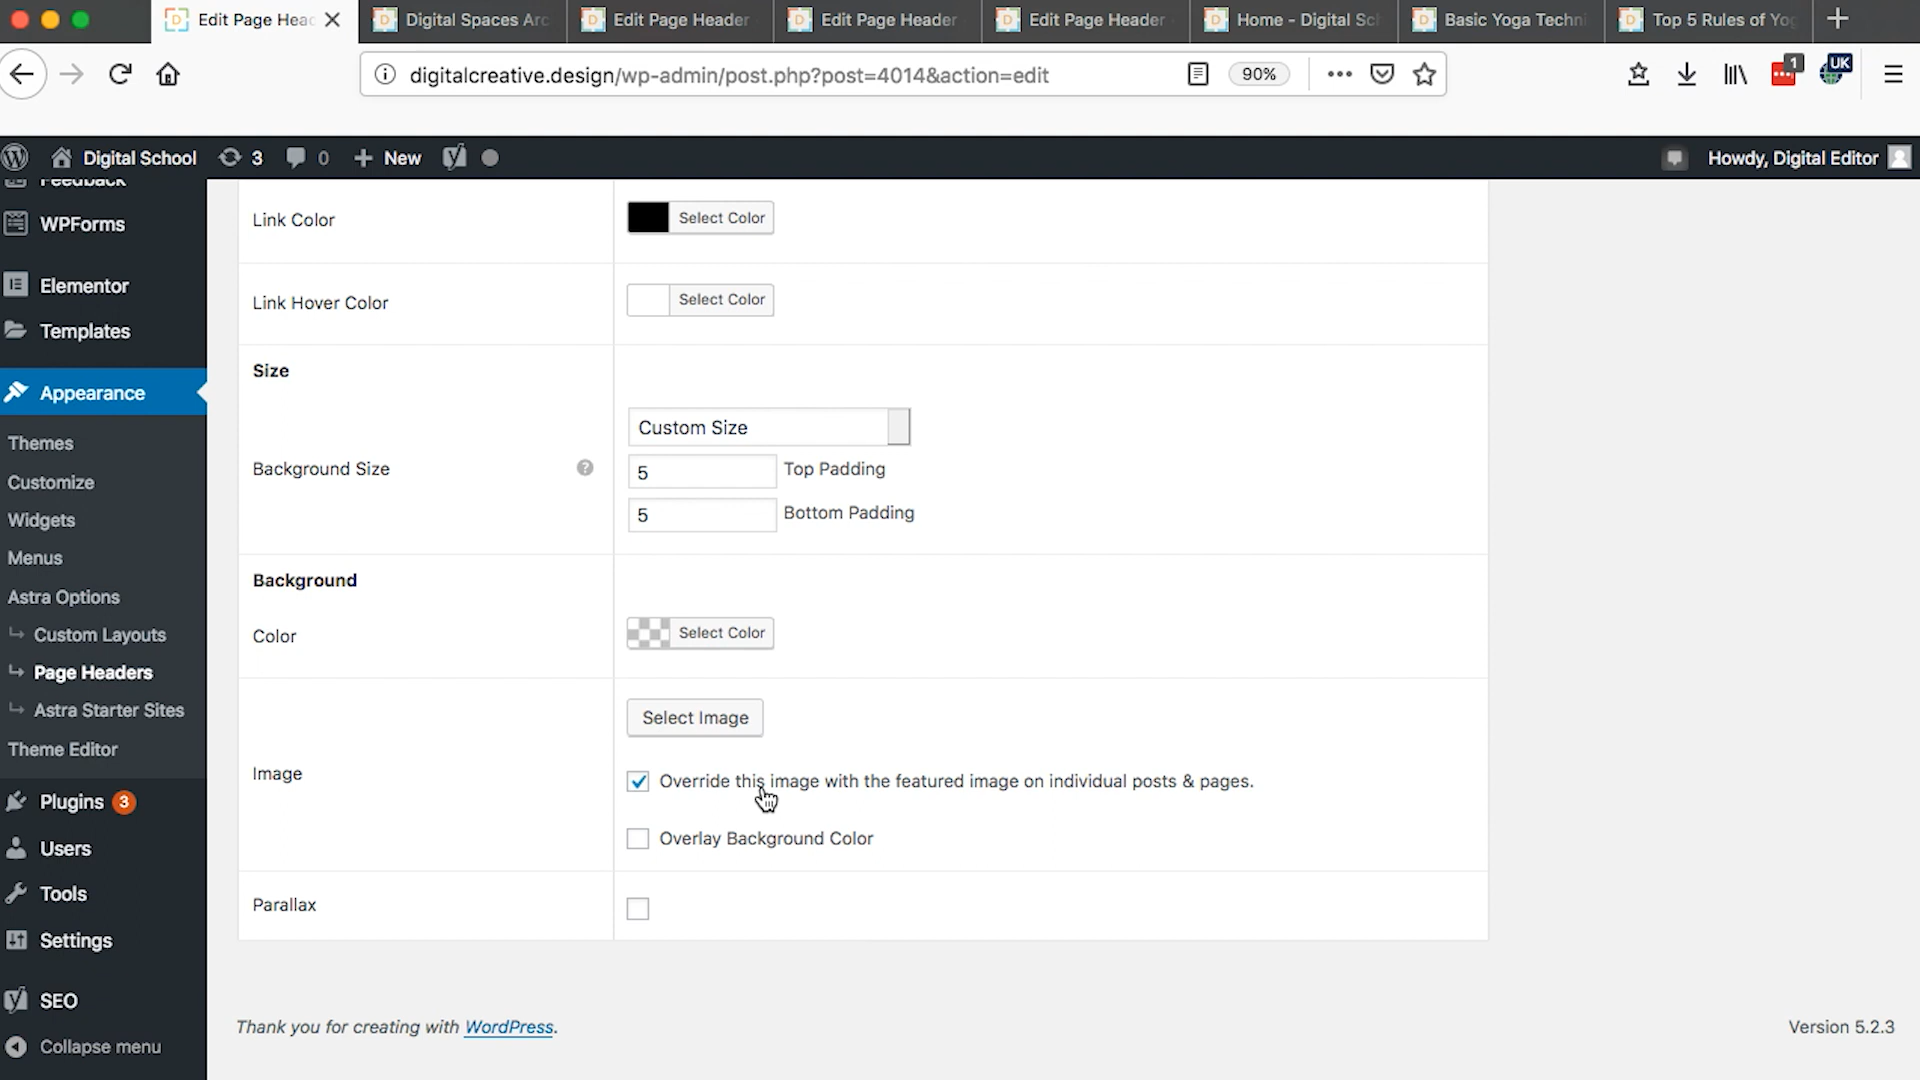 Edit Page Head
Digital Spaces Arc
Edit Page Header
Edit Page Header
Edit Page Header
Home - Digital Sch
Basic Yoga Techni
Top 5 Rules of Yog
digitalcreative.design/wp-admin/post.php?post=4014&action=edit
90%
1
UK
Digital School
3
0
New
Howdy, Digital Editor
Feedback
WPForms
Elementor
Templates
Appearance
Themes
Customize
Widgets
Menus
Astra Options
Custom Layouts
Page Headers
Astra Starter Sites
Theme Editor
Plugins 3
Users
Tools
Settings
SEO
Collapse menu
Link Color
Select Color
Link Hover Color
Select Color
Size
Background Size
?
Custom Size
5 Top Padding
5 Bottom Padding
Background
Color
Select Color
Image
Select Image
Override this image with the featured image on individual posts & pages.
Overlay Background Color
Parallax
Thank you for creating with WordPress.
Version 5.2.3